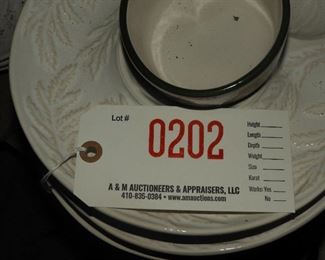 Lot #
0202
Height
Length
Depth
Weight
Size
Karat
Works: Yes
No
A & M AUCTIONEERS & APPRAISERS, LLC
410-835-0384 • www.amauctions.com